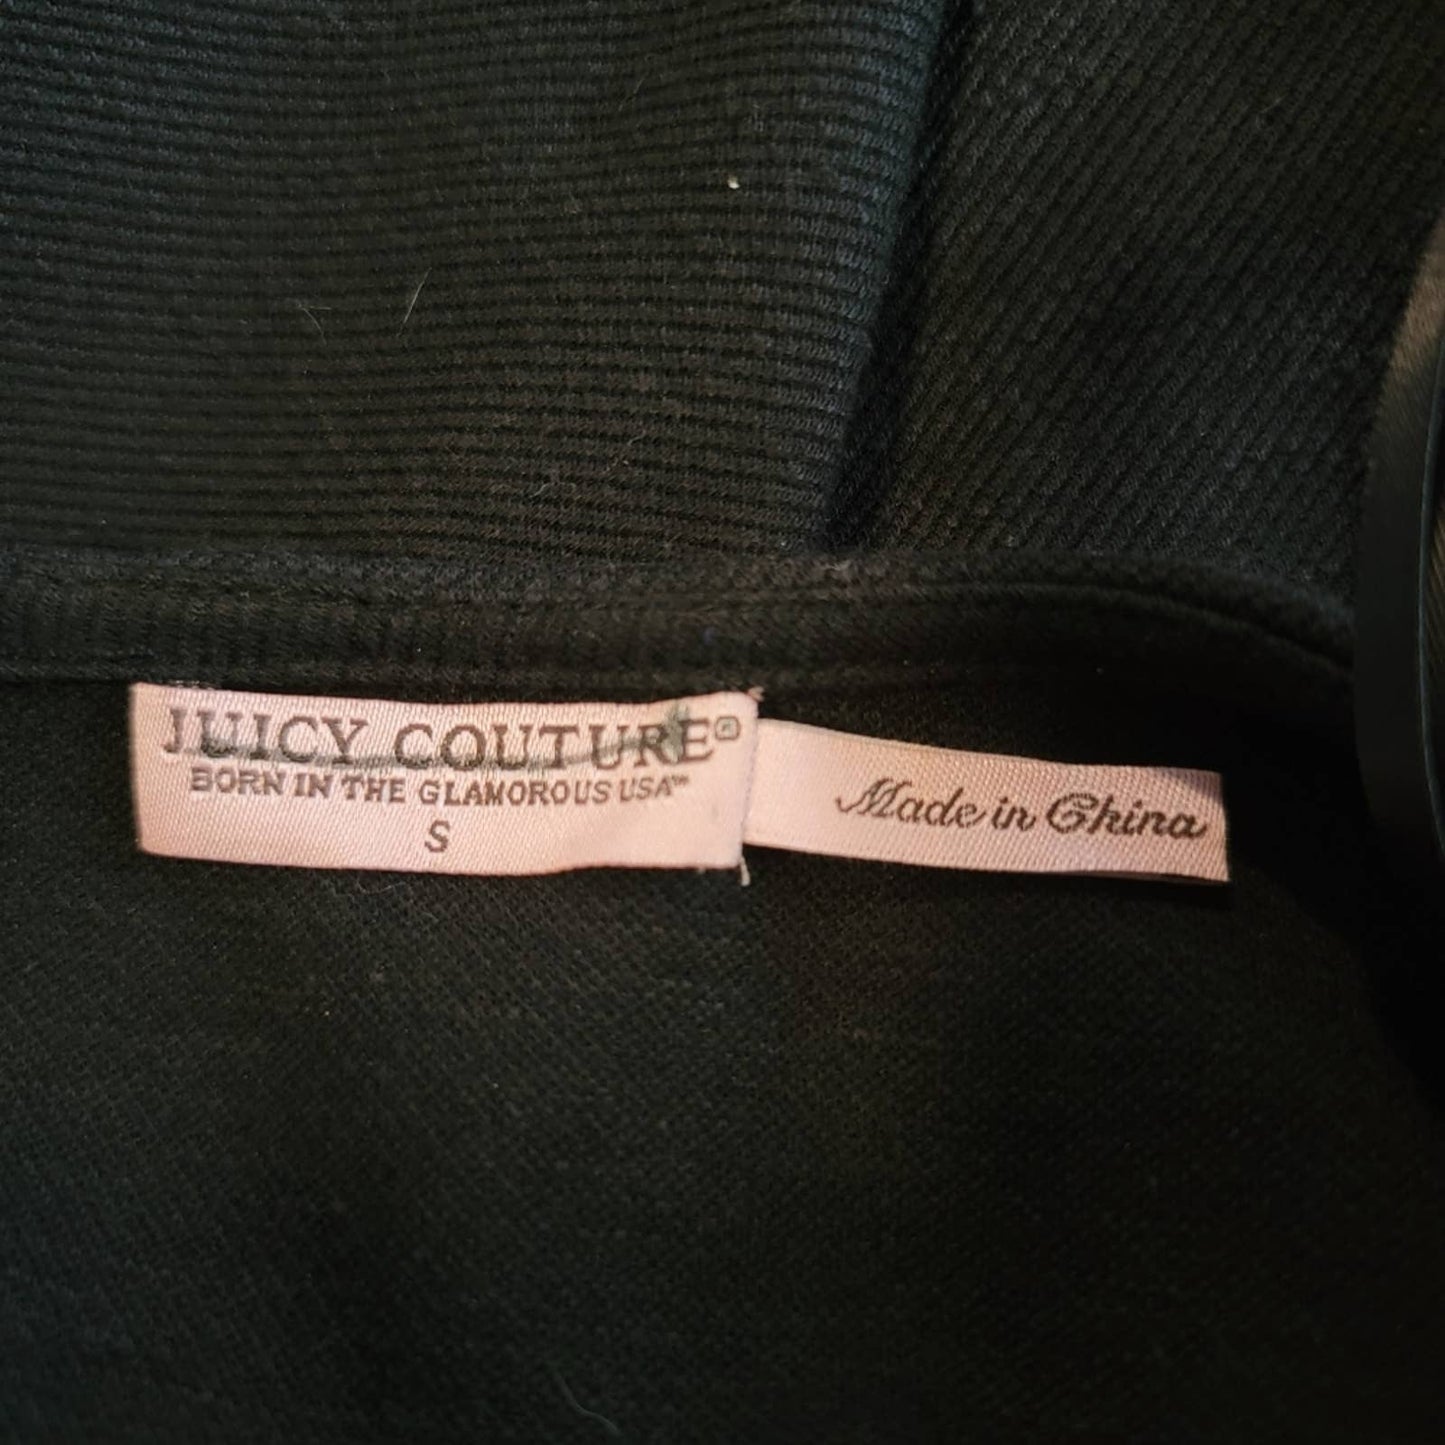 JUICY COUTURE®
BORN IN THE GLAMOROUS USA™
S
Made in China